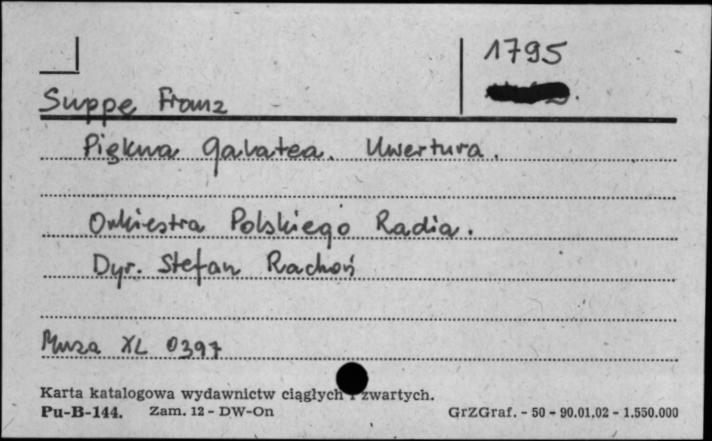 1795
Suppe Franz
Piękna Galatea. Uwertura.
Orkiestra Polskiego Radia.
Dyr. Stefan Rachoń
Muza XL 0397
Karta katalogowa wydawnictw ciągłych i zwartych.
Pu-B-144. Zam. 12 - DW-On GrZGraf. - 50 - 90.01.02 - 1.550.000